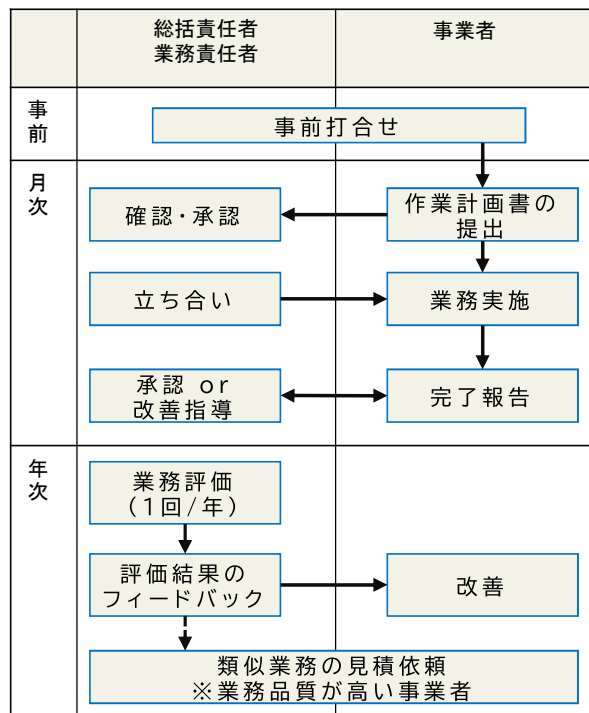 総括責任者
業務責任者
事業者
事前
事前打合せ
月次
確認・承認
作業計画書の
提出
立ち合い
業務実施
承認 or
改善指導
完了報告
年次
業務評価
（1回/年）
評価結果の
フィードバック
改善
類似業務の見積依頼
※業務品質が高い事業者